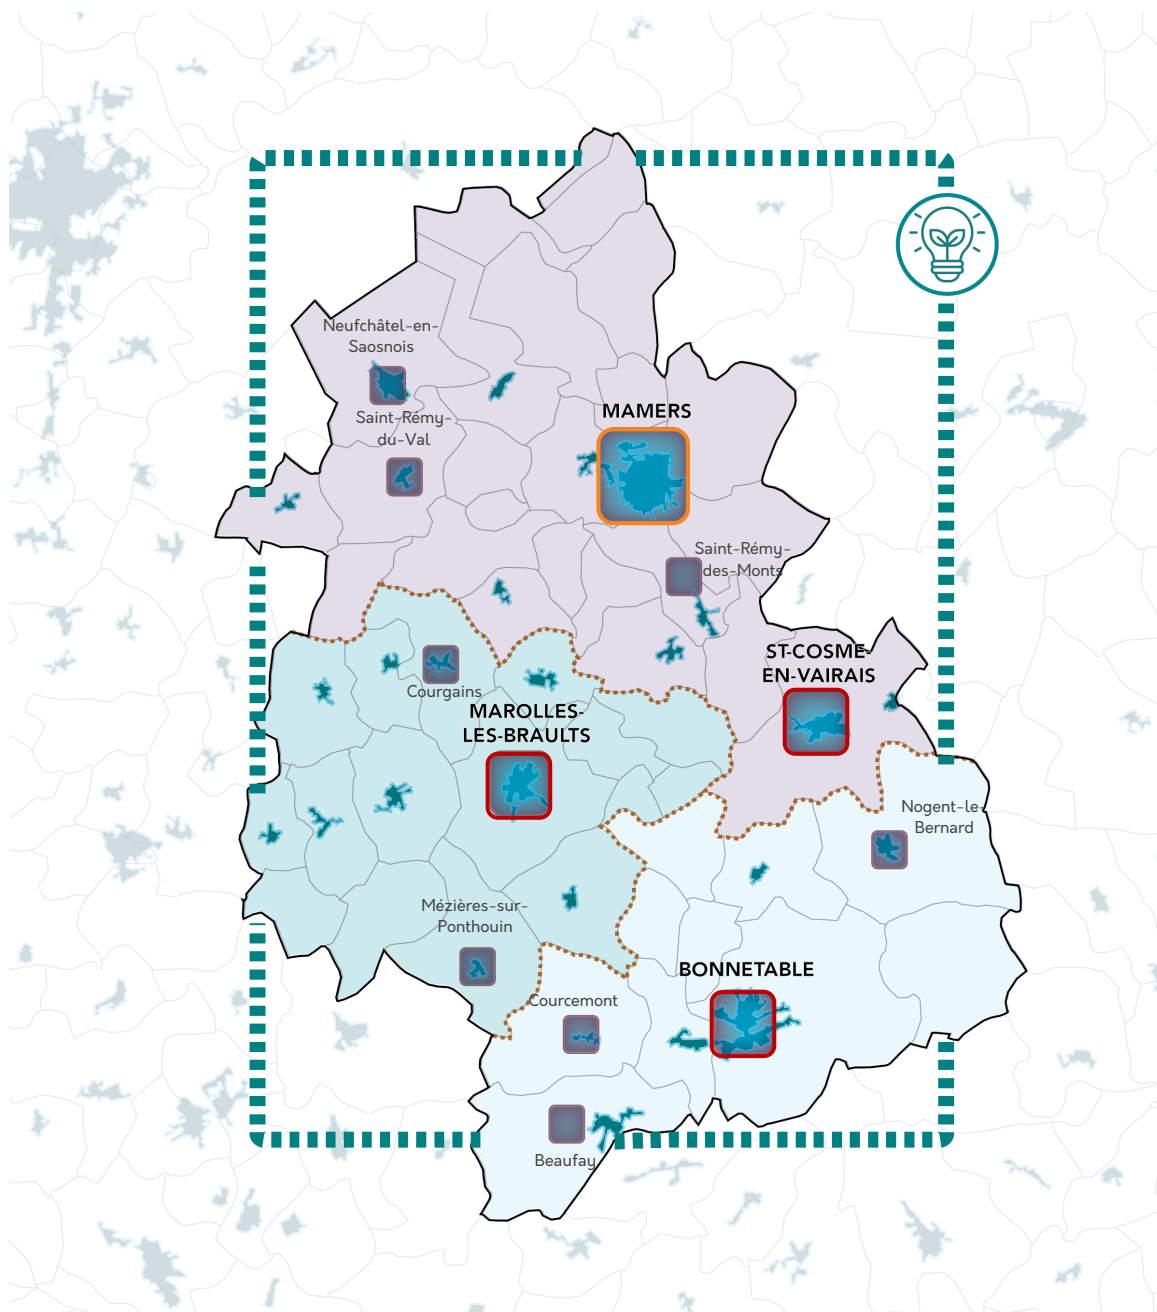 Neufchâtel-en-
Saosnois
Saint-Rémy-
du-Val
MAMERS
Saint-Rémy-
des-Monts
ST-COSME-
EN-VAIRAIS
Courgains
MAROLLES-
LES-BRAULTS
Nogent-le-
Bernard
Mézières-sur-
Ponthouin
BONNETABLE
Courcemont
Beaufay